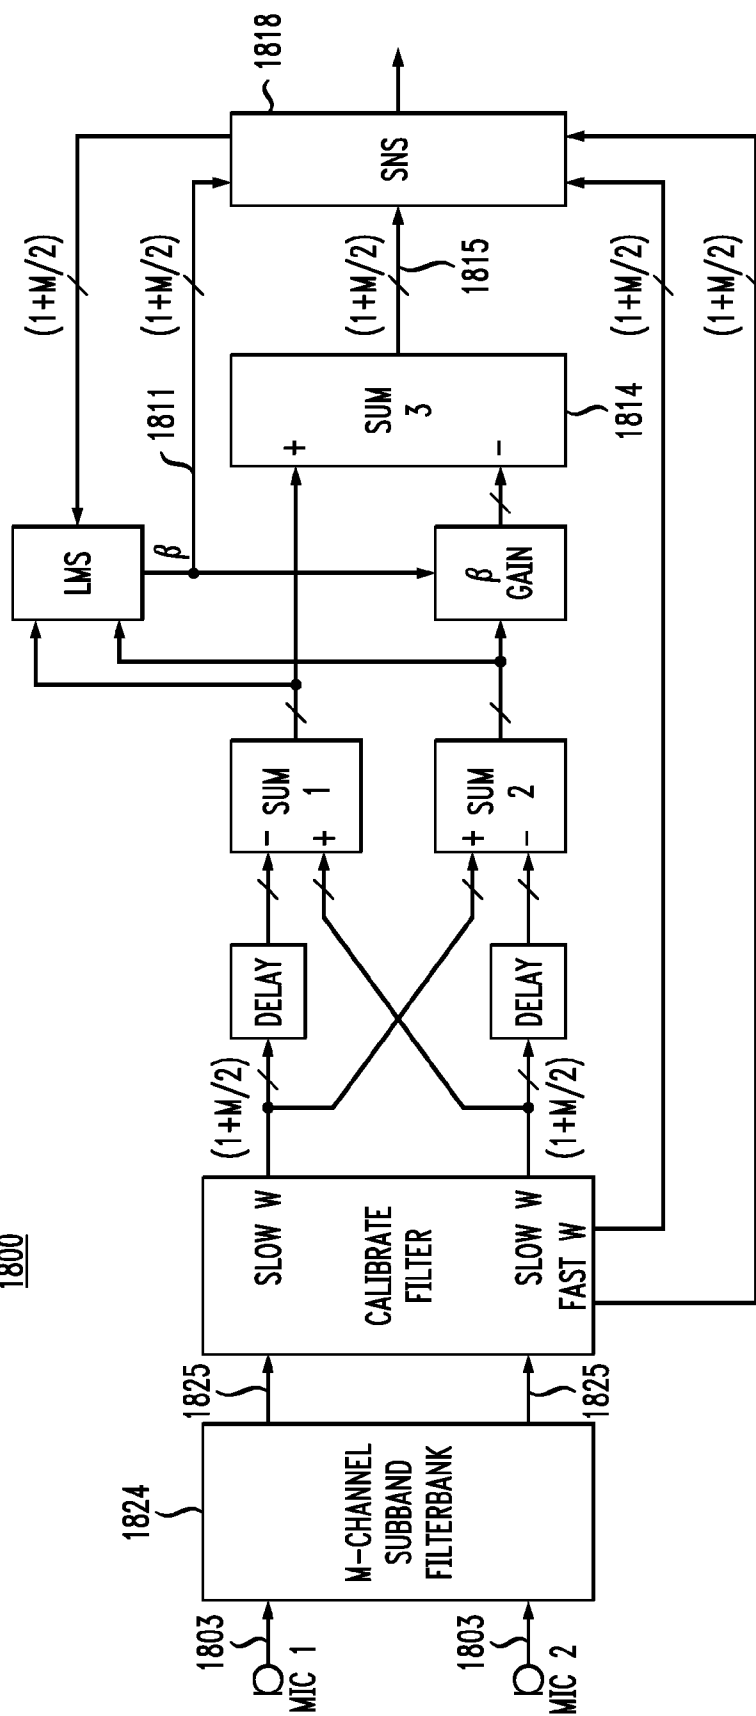 1800
MIC 1
1803
MIC 2
1803
1824
M-CHANNEL
SUBBAND
FILTERBANK
1825
1825
CALIBRATE
FILTER
SLOW W
SLOW W
FAST W
(1+M/2)
(1+M/2)
DELAY
DELAY
-
+
SUM
1
+
-
SUM
2
LMS
β
1811
β
GAIN
+
-
SUM
3
1814
(1+M/2)
(1+M/2)
(1+M/2)
1815
(1+M/2)
(1+M/2)
SNS
1818